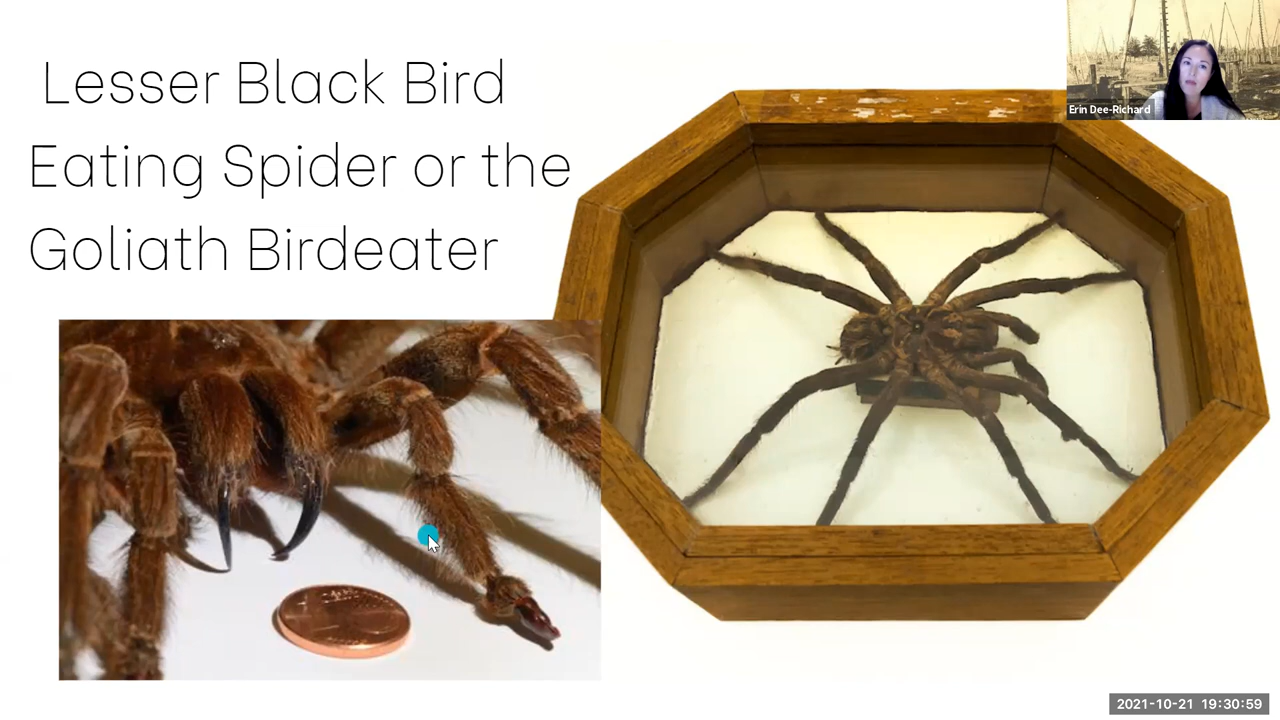 Lesser Black Bird
Eating Spider or the
Goliath Birdeater
Erin Dee-Richard
2021-10-21 19:30:59